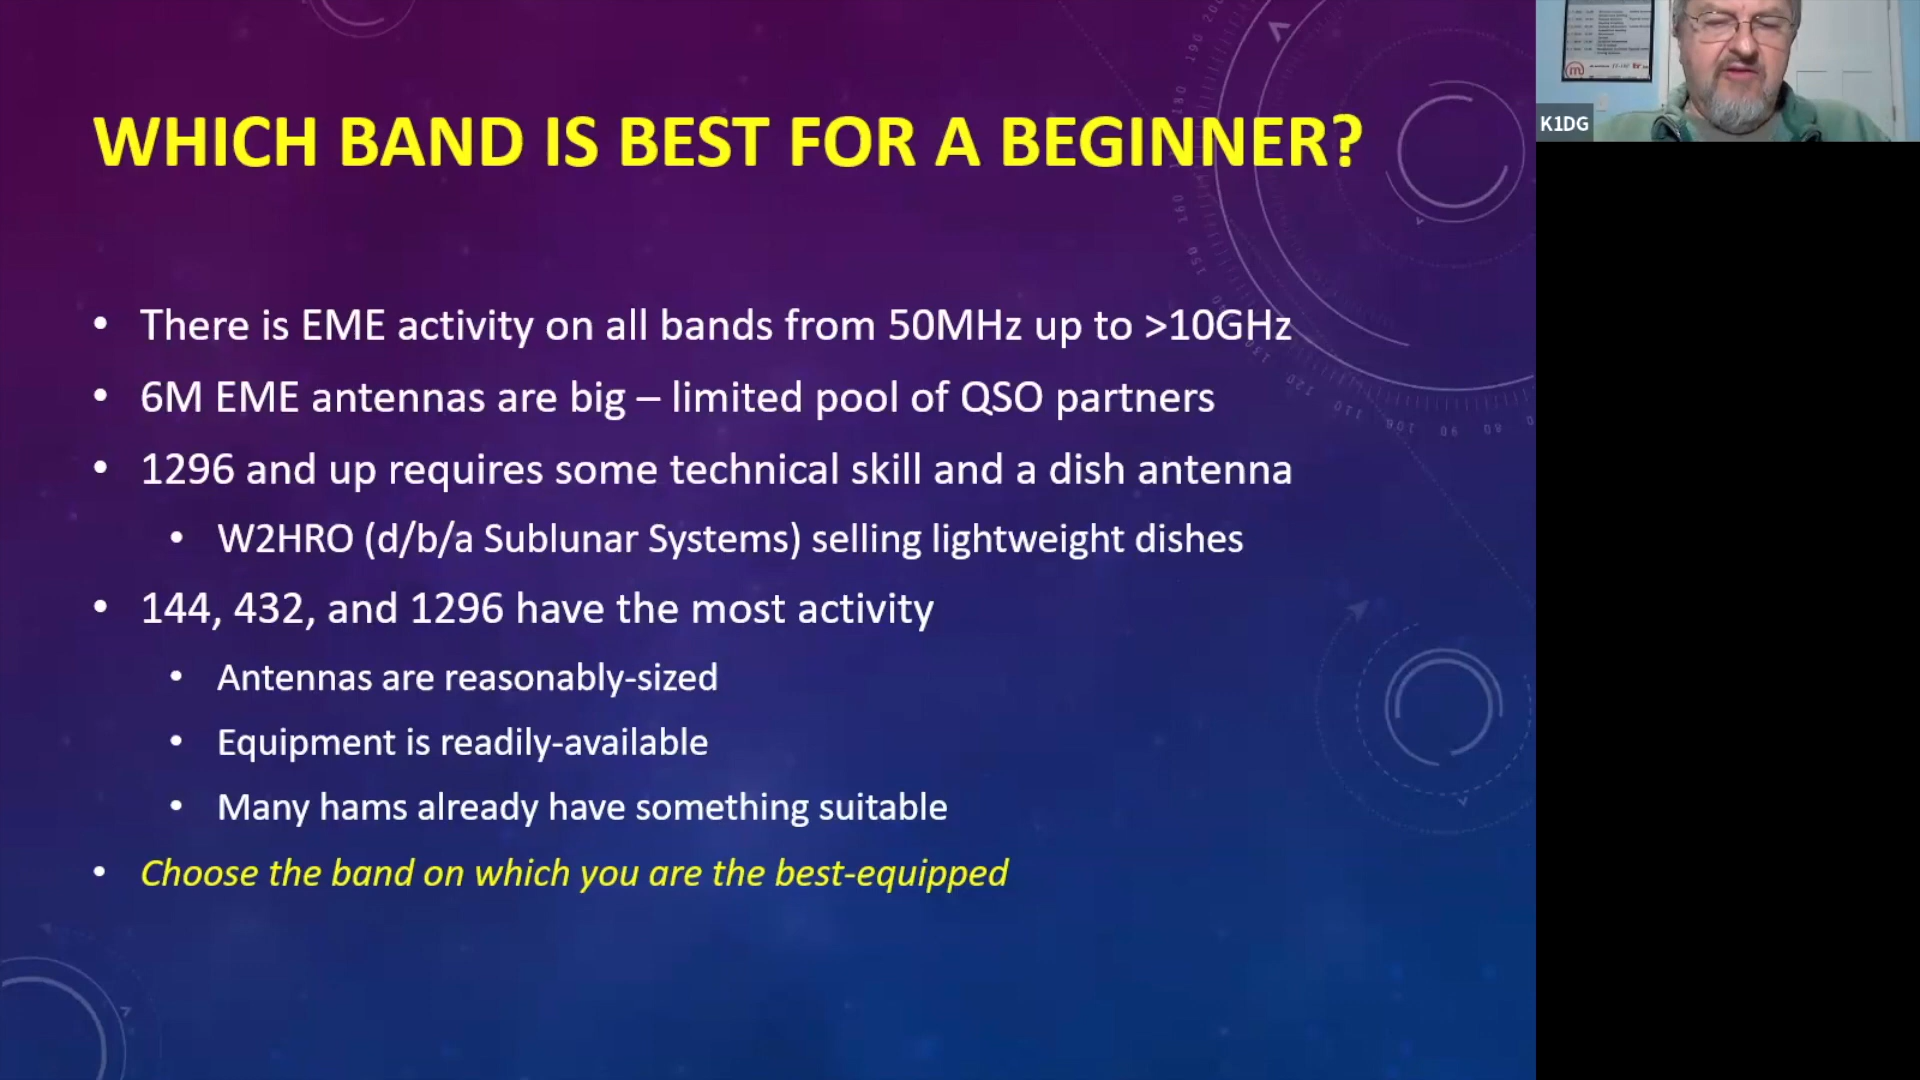 WHICH BAND IS BEST FOR A BEGINNER?
• There is EME activity on all bands from 50MHz up to >10GHz
• 6M EME antennas are big – limited pool of QSO partners
• 1296 and up requires some technical skill and a dish antenna
• W2HRO (d/b/a Sublunar Systems) selling lightweight dishes
• 144, 432, and 1296 have the most activity
• Antennas are reasonably-sized
• Equipment is readily-available
• Many hams already have something suitable
• Choose the band on which you are the best-equipped
K1DG